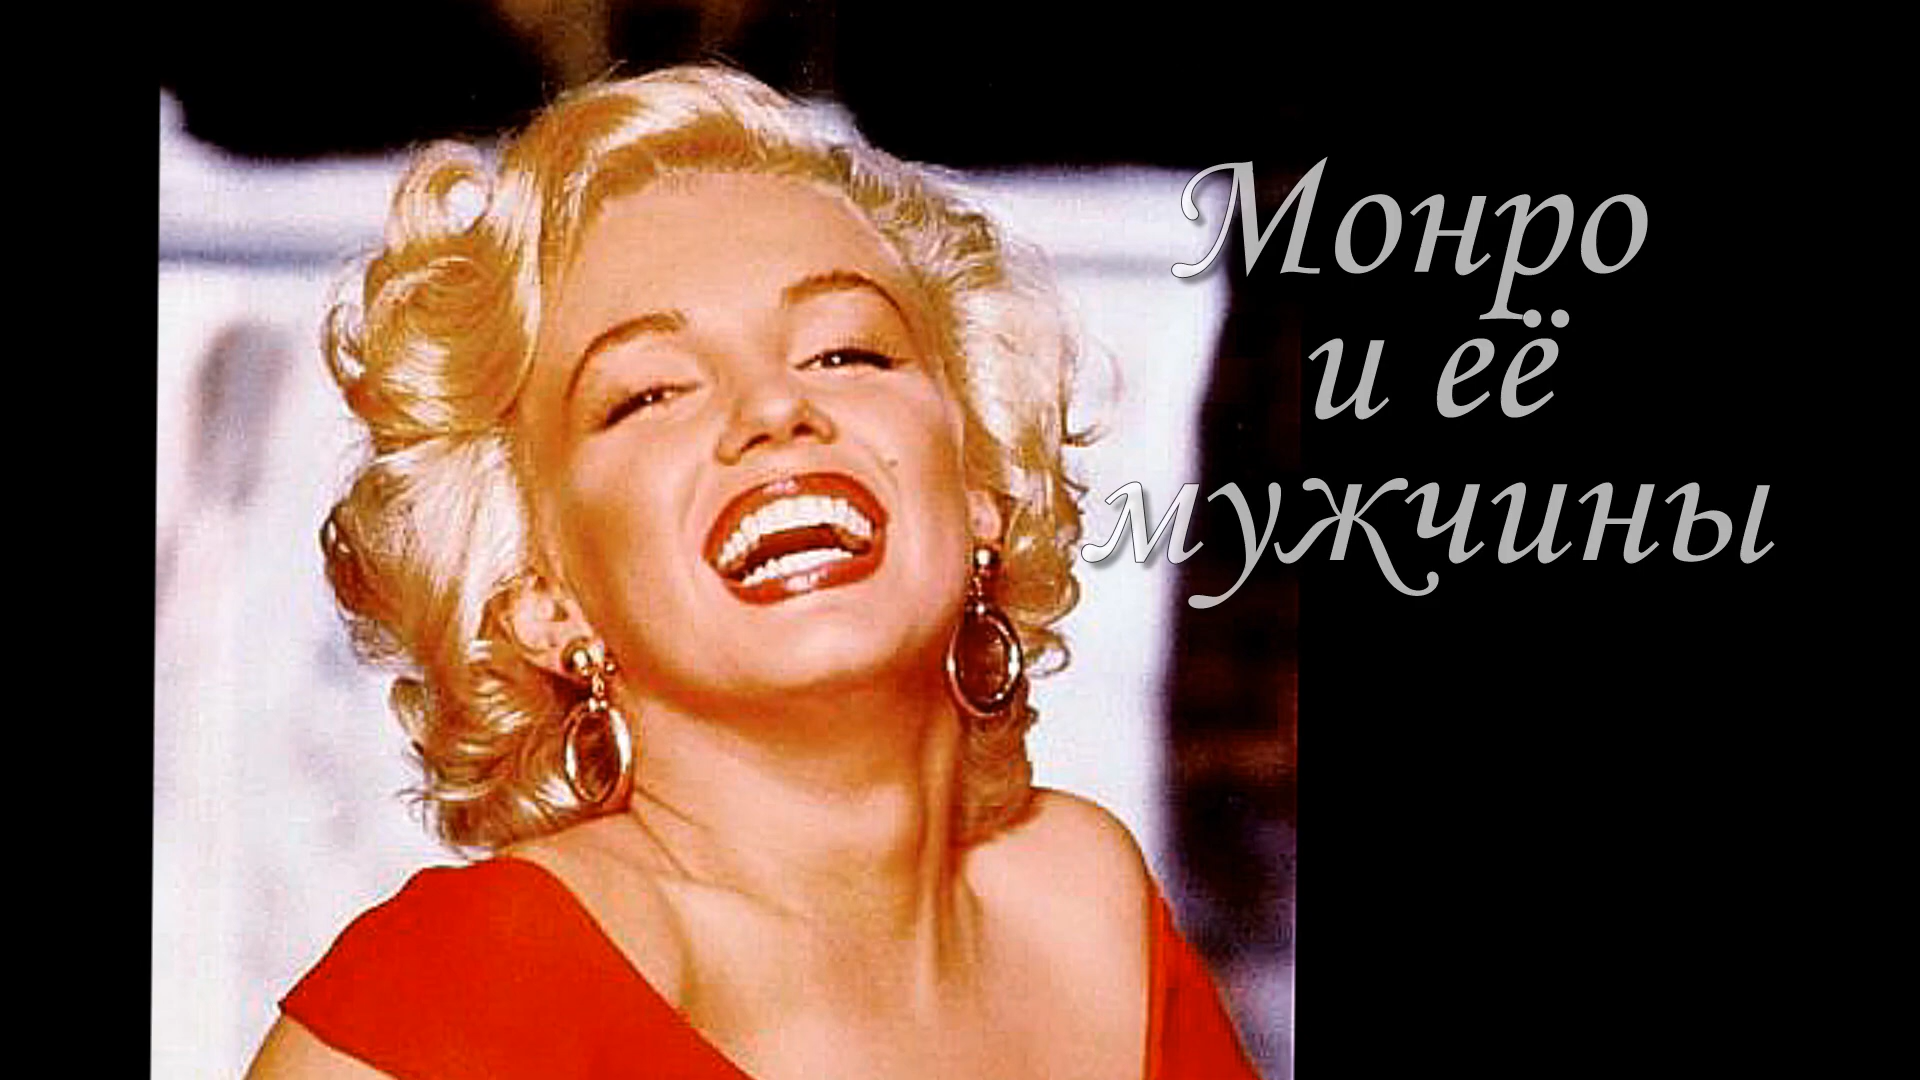 Монро
и её
мужчины